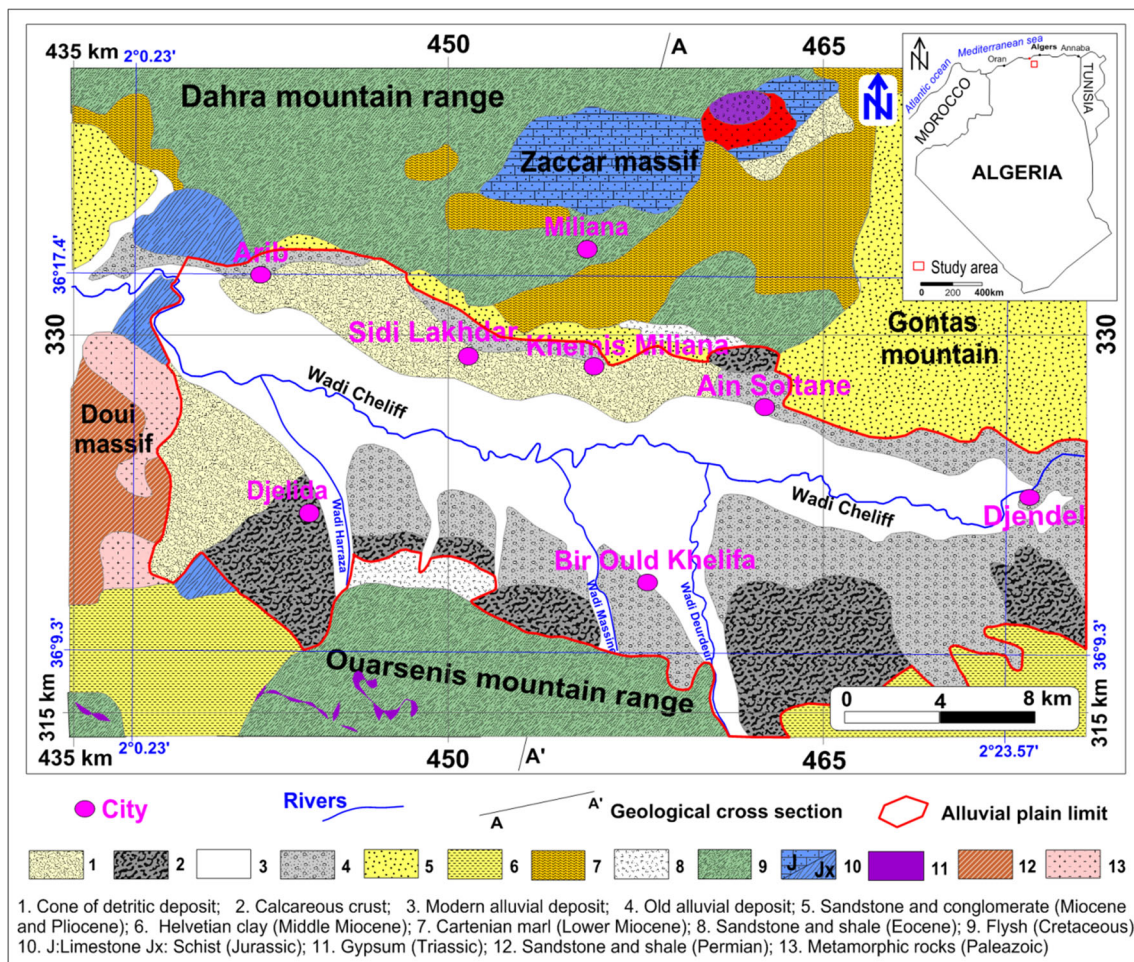 435 km
2°0.23'
450
A
465
N
Dahra mountain range
Zaccar massif
Miliana
Arib
36°17.4'
330
Sidi Lakhdar
Khemis Miliana
Gontas
mountain
330
Ain Soltane
Wadi Cheliff
Doui
massif
Djelida
Wadi Harraza
Wadi Cheliff
Djendel
Bir Ould Khelifa
Wadi Massine
Wadi Deurdeur
36°9.3'
36°9.3'
Ouarsenis mountain range
0 4 8 km
315 km
315 km
435 km
2°0.23'
450
A'
465
2°23.57'
N
Mediterranean sea
Algers
Annaba
Oran
Atlantic ocean
MOROCCO
TUNISIA
ALGERIA
Study area
0 200 400km
City
Rivers
A A'
Geological cross section
Alluvial plain limit
1 2 3 4 5 6 7 8 9 J Jx 10 11 12 13
1. Cone of detritic deposit; 2. Calcareous crust; 3. Modern alluvial deposit; 4. Old alluvial deposit; 5. Sandstone and conglomerate (Miocene
and Pliocene); 6. Helvetian clay (Middle Miocene); 7. Cartenian marl (Lower Miocene); 8. Sandstone and shale (Eocene); 9. Flysh (Cretaceous)
10. J:Limestone Jx: Schist (Jurassic); 11. Gypsum (Triassic); 12. Sandstone and shale (Permian); 13. Metamorphic rocks (Paleazoic)